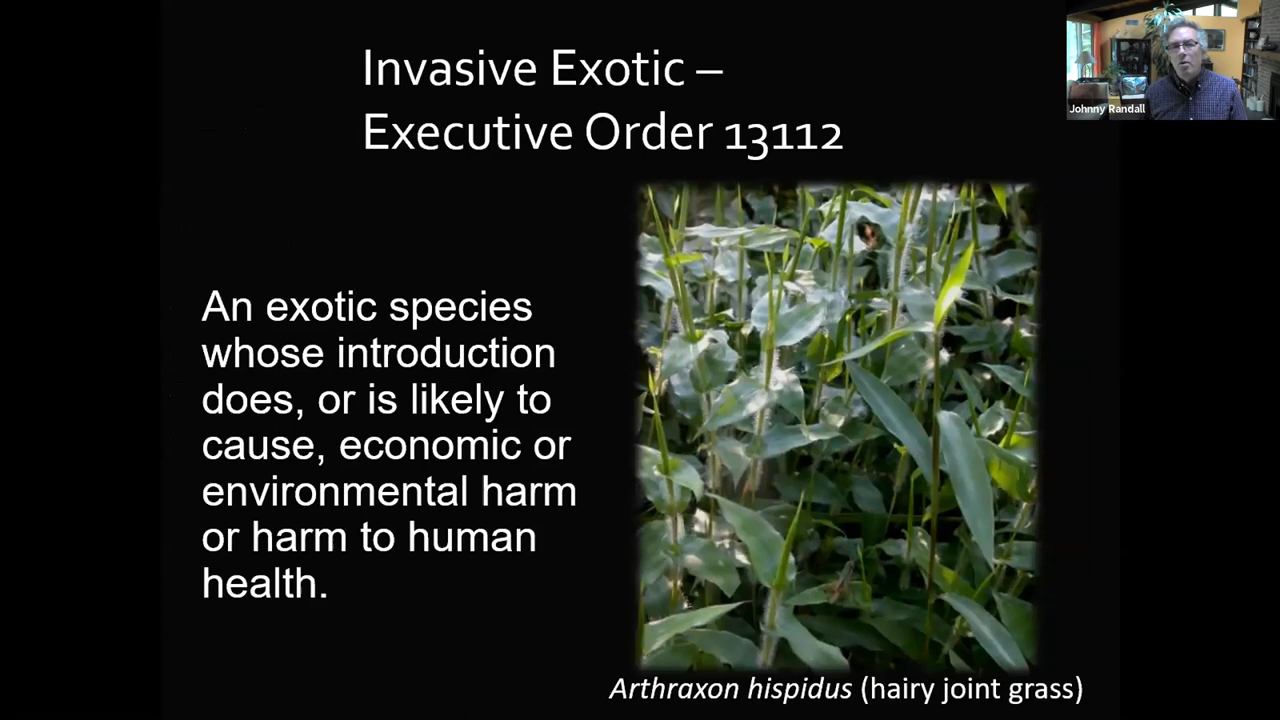 Invasive Exotic –
Executive Order 13112
Johnny Randall
An exotic species
whose introduction
does, or is likely to
cause, economic or
environmental harm
or harm to human
health.
Arthraxon hispidus (hairy joint grass)